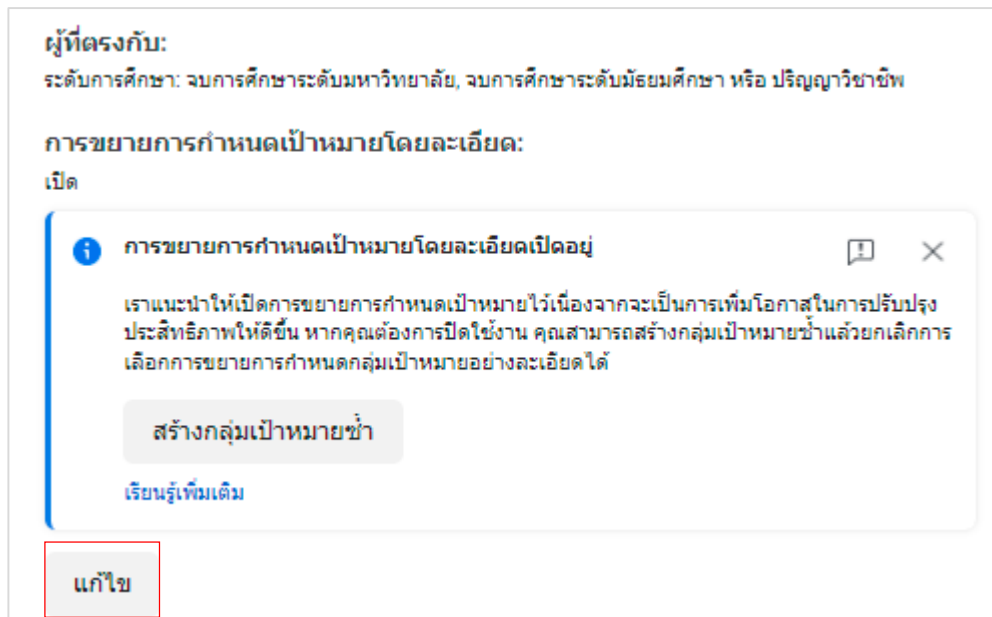 ผู้ที่ตรงกับ:
ระดับการศึกษา: จบการศึกษาระดับมหาวิทยาลัย, จบการศึกษาระดับมัธยมศึกษา หรือ ปริญญาวิชาชีพ
การขยายการกำหนดเป้าหมายโดยละเอียด:
เปิด
การขยายการกำหนดเป้าหมายโดยละเอียดเปิดอยู่
เราแนะนำให้เปิดการขยายการกำหนดเป้าหมายไว้เนื่องจากจะเป็นการเพิ่มโอกาสในการปรับปรุง
ประสิทธิภาพให้ดีขึ้น หากคุณต้องการปิดใช้งาน คุณสามารถสร้างกลุ่มเป้าหมายซ้ำแล้วยกเลิกการ
เลือกการขยายการกำหนดกลุ่มเป้าหมายอย่างละเอียดได้
สร้างกลุ่มเป้าหมายซ้ำ
เรียนรู้เพิ่มเติม
แก้ไข